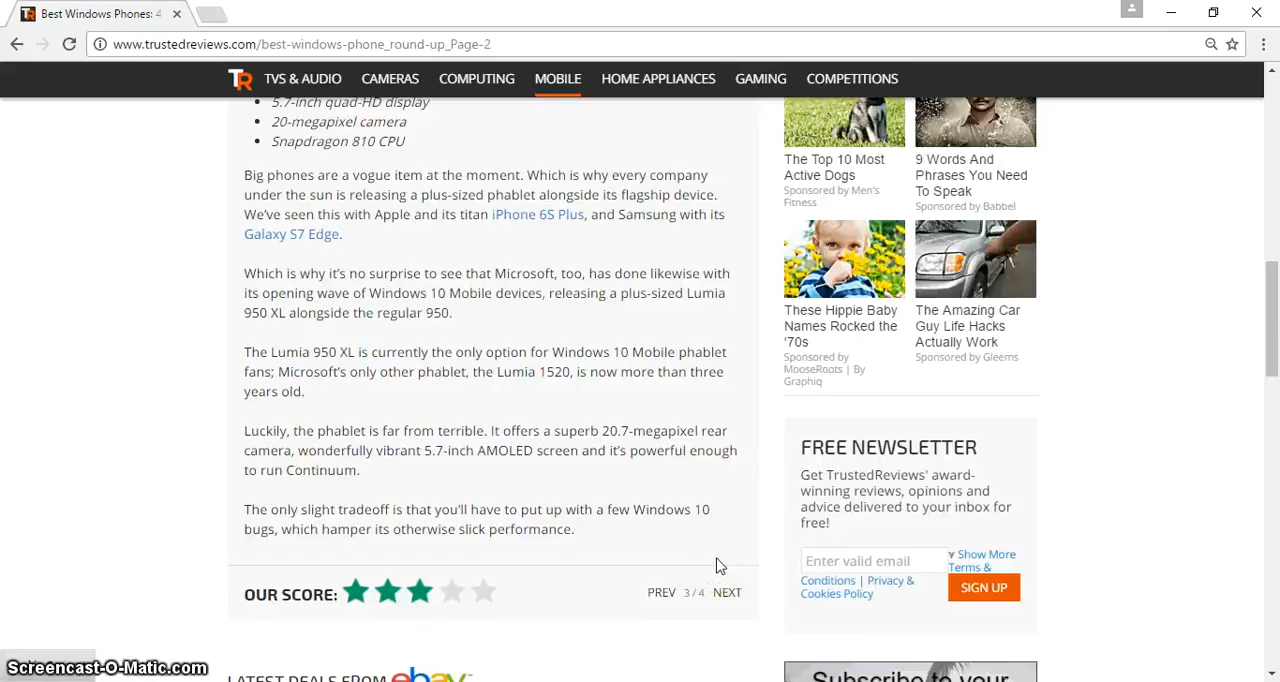 Best Windows Phones: 4
www.trustedreviews.com/best-windows-phone_round-up_Page-2
TR
TVS & AUDIO
CAMERAS
COMPUTING
MOBILE
HOME APPLIANCES
GAMING
COMPETITIONS
5.7-inch quad-HD display
20-megapixel camera
Snapdragon 810 CPU
Big phones are a vogue item at the moment. Which is why every company
under the sun is releasing a plus-sized phablet alongside its flagship device.
We've seen this with Apple and its titan iPhone 6S Plus, and Samsung with its
Galaxy S7 Edge.
Which is why it's no surprise to see that Microsoft, too, has done likewise with
its opening wave of Windows 10 Mobile devices, releasing a plus-sized Lumia
950 XL alongside the regular 950.
The Lumia 950 XL is currently the only option for Windows 10 Mobile phablet
fans; Microsoft's only other phablet, the Lumia 1520, is now more than three
years old.
Luckily, the phablet is far from terrible. It offers a superb 20.7-megapixel rear
camera, wonderfully vibrant 5.7-inch AMOLED screen and it's powerful enough
to run Continuum.
The only slight tradeoff is that you'll have to put up with a few Windows 10
bugs, which hamper its otherwise slick performance.
OUR SCORE:
PREV 3/4 NEXT
LATEST DEALS FROM ebay
The Top 10 Most
Active Dogs
Sponsored by Men's
Fitness
9 Words And
Phrases You Need
To Speak
Sponsored by Babbel
These Hippie Baby
Names Rocked the
'70s
Sponsored by
MooseRoots | By
Graphiq
The Amazing Car
Guy Life Hacks
Actually Work
Sponsored by Gleems
FREE NEWSLETTER
Get TrustedReviews' award-
winning reviews, opinions and
advice delivered to your inbox for
free!
Enter valid email
Show More
Terms &
Conditions | Privacy &
Cookies Policy
SIGN UP
Subscribe to your
Screencast-O-Matic.com